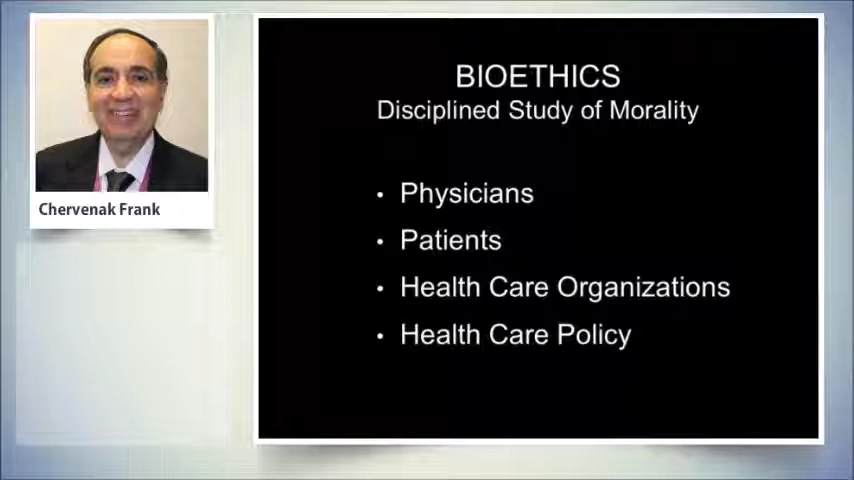 Chervenak Frank
BIOETHICS
Disciplined Study of Morality
• Physicians
• Patients
• Health Care Organizations
• Health Care Policy